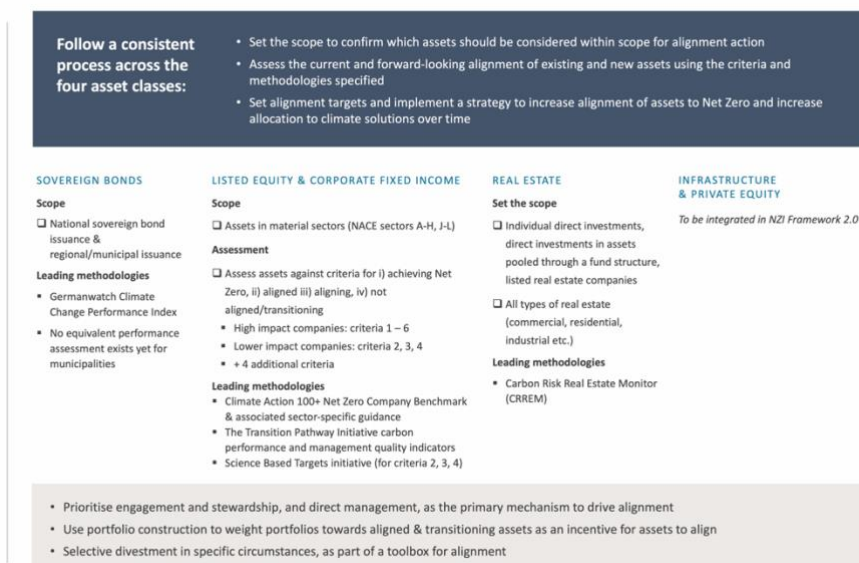 Follow a consistent
process across the
four asset classes:
• Set the scope to confirm which assets should be considered within scope for alignment action
• Assess the current and forward-looking alignment of existing and new assets using the criteria and
methodologies specified
• Set alignment targets and implement a strategy to increase alignment of assets to Net Zero and increase
allocation to climate solutions over time
SOVEREIGN BONDS
Scope
❑ National sovereign bond
issuance &
regional/municipal issuance
Leading methodologies
▪ Germanwatch Climate
Change Performance Index
▪ No equivalent performance
assessment exists yet for
municipalities
LISTED EQUITY & CORPORATE FIXED INCOME
Scope
❑ Assets in material sectors (NACE sectors A-H, J-L)
Assessment
❑ Assess assets against criteria for i) achieving Net
Zero, ii) aligned iii) aligning, iv) not
aligned/transitioning
▪ High impact companies: criteria 1 – 6
▪ Lower impact companies: criteria 2, 3, 4
▪ + 4 additional criteria
Leading methodologies
▪ Climate Action 100+ Net Zero Company Benchmark
& associated sector-specific guidance
▪ The Transition Pathway Initiative carbon
performance and management quality indicators
▪ Science Based Targets initiative (for criteria 2, 3, 4)
REAL ESTATE
Set the scope
❑ Individual direct investments,
direct investments in assets
pooled through a fund structure,
listed real estate companies
❑ All types of real estate
(commercial, residential,
industrial etc.)
Leading methodologies
▪ Carbon Risk Real Estate Monitor
(CRREM)
INFRASTRUCTURE
& PRIVATE EQUITY
To be integrated in NZI Framework 2.0
• Prioritise engagement and stewardship, and direct management, as the primary mechanism to drive alignment
• Use portfolio construction to weight portfolios towards aligned & transitioning assets as an incentive for assets to align
• Selective divestment in specific circumstances, as part of a toolbox for alignment